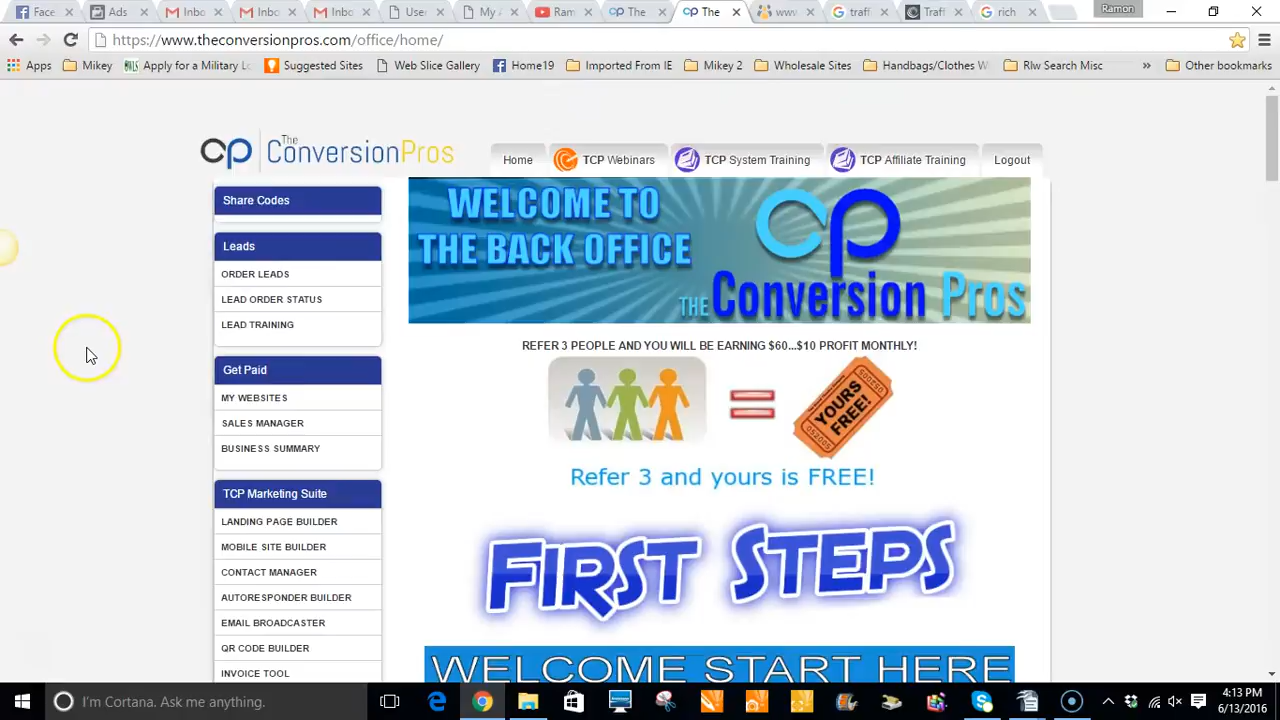 Face
Ads
Inbo
Inbo
Inbo
User
My A
Ram
The
The
www
traff
Traff
rich
Ramon
https://www.theconversionpros.com/office/home/
Apps
Mikey
Apply for a Military Lo
Suggested Sites
Web Slice Gallery
Home19
Imported From IE
Mikey 2
Wholesale Sites
Handbags/Clothes W
Rlw Search Misc
»
Other bookmarks
cp The ConversionPros
Home
TCP Webinars
TCP System Training
TCP Affiliate Training
Logout
Share Codes
Leads
ORDER LEADS
LEAD ORDER STATUS
LEAD TRAINING
Get Paid
MY WEBSITES
SALES MANAGER
BUSINESS SUMMARY
TCP Marketing Suite
LANDING PAGE BUILDER
MOBILE SITE BUILDER
CONTACT MANAGER
AUTORESPONDER BUILDER
EMAIL BROADCASTER
QR CODE BUILDER
INVOICE TOOL
WELCOME TO
THE BACK OFFICE
cp
THE Conversion Pros
REFER 3 PEOPLE AND YOU WILL BE EARNING $60...$10 PROFIT MONTHLY!
YOURS
FREE!
Refer 3 and yours is FREE!
FIRST STEPS
WELCOME START HERE
I'm Cortana. Ask me anything.
4:13 PM
6/13/2016